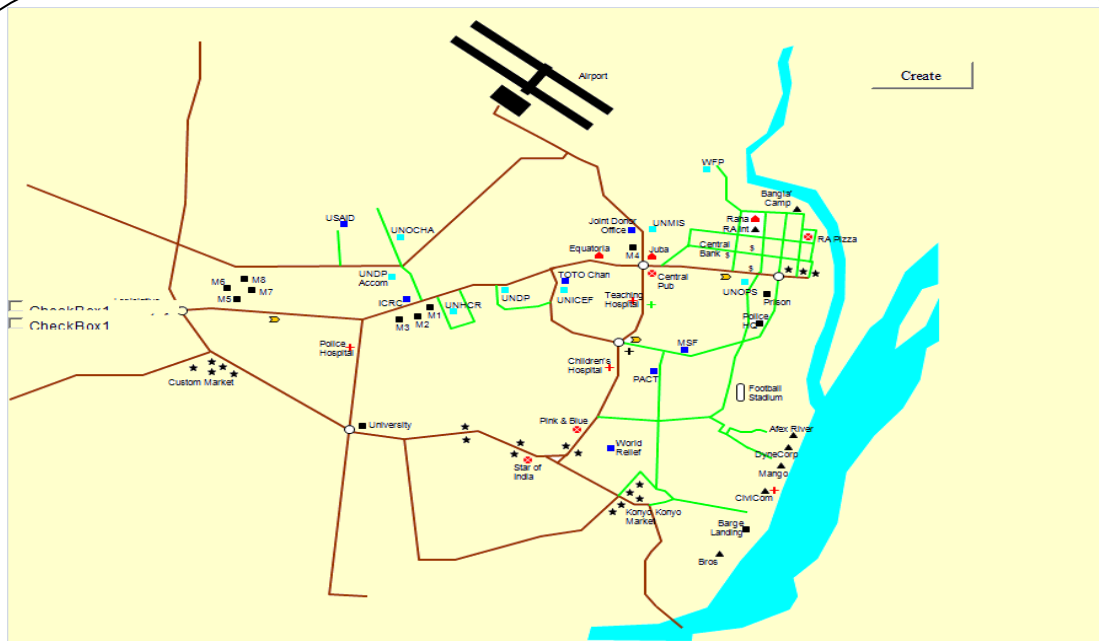 Airport
Create
WFP
Bangla'
Camp
USAID
UNOCHA
Joint Donor
Office
UNMIS
Raha
RA Int
RA Pizza
Equatoria
M4
Juba
Central
Bank
$
$
$
UNDP
Accom
TOTO Chan
Central
Pub
M6
M8
M7
M5
ICRC
UNHCR
UNDP
UNICEF
Teaching
Hospital
UNOPS
Prison
CheckBox1
CheckBox1
M1
M2
M3
Police
HQ
Police
Hospital
MSF
Children's
Hospital
PACT
Custom Market
Football
Stadium
University
Pink & Blue
Afex River
World
Relief
DyneCorp
Star of
India
Mango
CiviCom
Konyo Konyo
Market
Barge
Landing
Bros